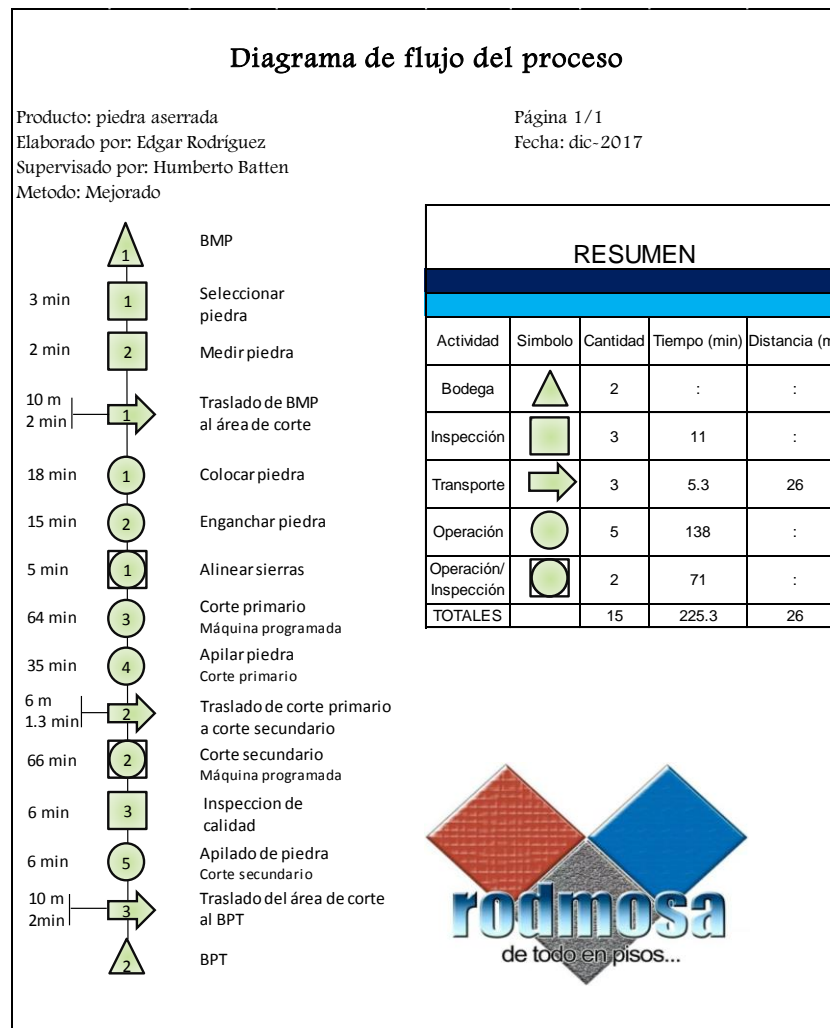 Diagrama de flujo del proceso
Producto: piedra aserrada
Página 1/1
Elaborado por: Edgar Rodríguez
Fecha: dic-2017
Supervisado por: Humberto Batten
Metodo: Mejorado
1
BMP
3 min
1
Seleccionar
piedra
2 min
2
Medir piedra
10 m
2 min
1
Traslado de BMP
al área de corte
18 min
1
Colocar piedra
15 min
2
Enganchar piedra
5 min
1
Alinear sierras
64 min
3
Corte primario
Máquina programada
35 min
4
Apilar piedra
Corte primario
6 m
1.3 min
2
Traslado de corte primario
a corte secundario
66 min
2
Corte secundario
Máquina programada
6 min
3
Inspeccion de
calidad
6 min
5
Apilado de piedra
Corte secundario
10 m
2min
3
Traslado del área de corte
al BPT
2
BPT
RESUMEN
Actividad Simbolo Cantidad Tiempo (min) Distancia (m
Bodega 2 : :
Inspección 3 11 :
Transporte 3 5.3 26
Operación 5 138 :
Operación/
Inspección 2 71 :
TOTALES 15 225.3 26
rodmosa
de todo en pisos...